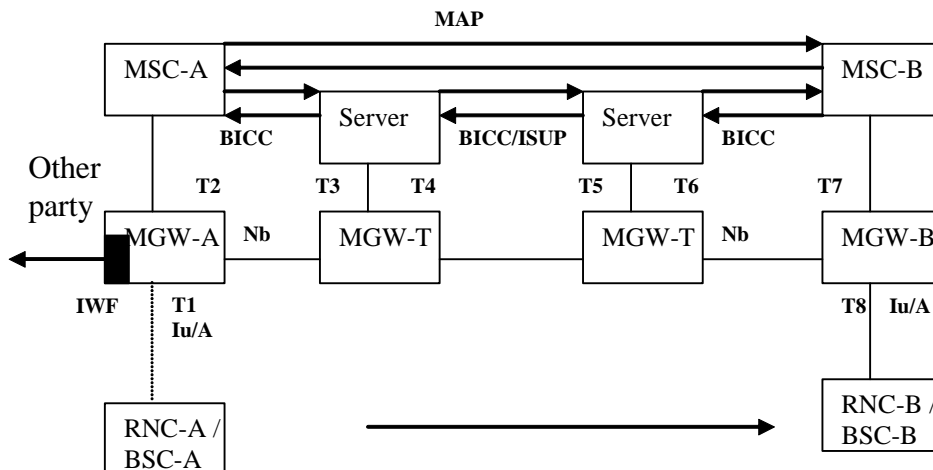 MAP
MSC-A
MSC-B
Server
Server
BICC
BICC/ISUP
BICC
Other
party
T2
T3
T4
T5
T6
T7
MGW-A
Nb
MGW-T
MGW-T
Nb
MGW-B
IWF
T1
Iu/A
T8
Iu/A
RNC-A /
BSC-A
RNC-B /
BSC-B